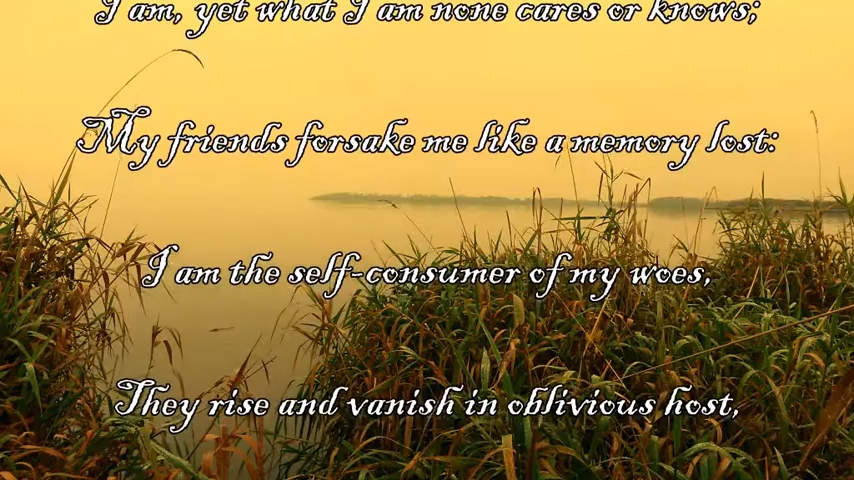 I am, yet what I am none cares or knows;
My friends forsake me like a memory lost:
I am the self-consumer of my woes,
They rise and vanish in oblivious host,